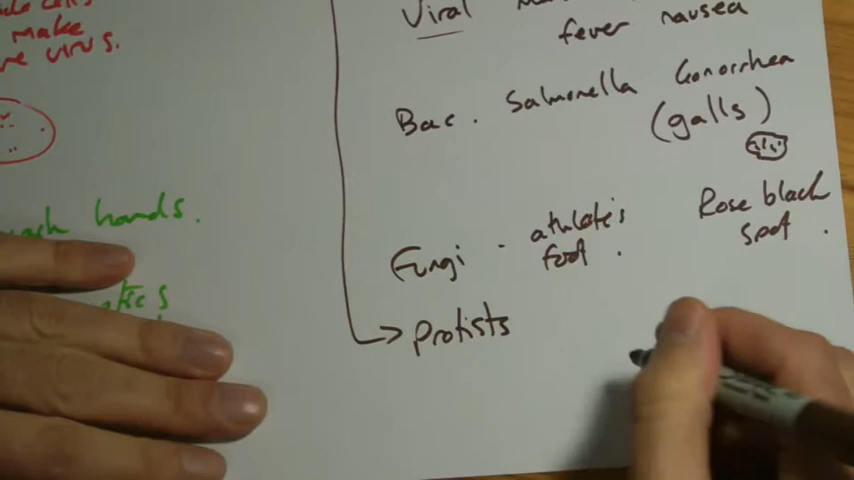 make
virus.
hands.
Viral
fever nausea
Bac. Salmonella Gonorrhea
(galls)
Fungi - athlete's foot.
Rose black spot.
Protists